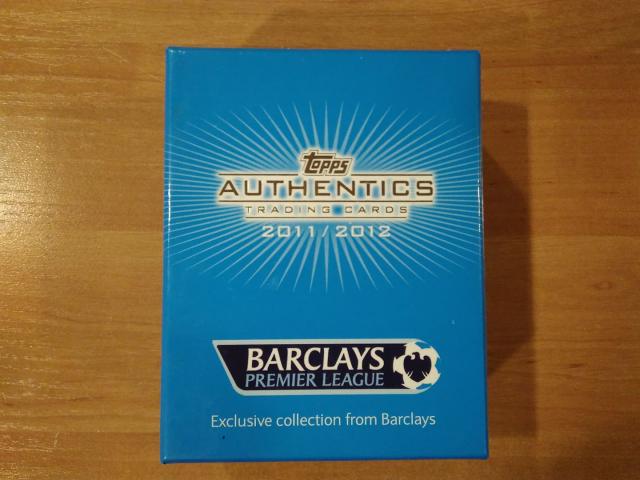 topps
AUTHENTICS
TRADING CARDS
2011/2012
BARCLAYS
PREMIER LEAGUE
Exclusive collection from Barclays